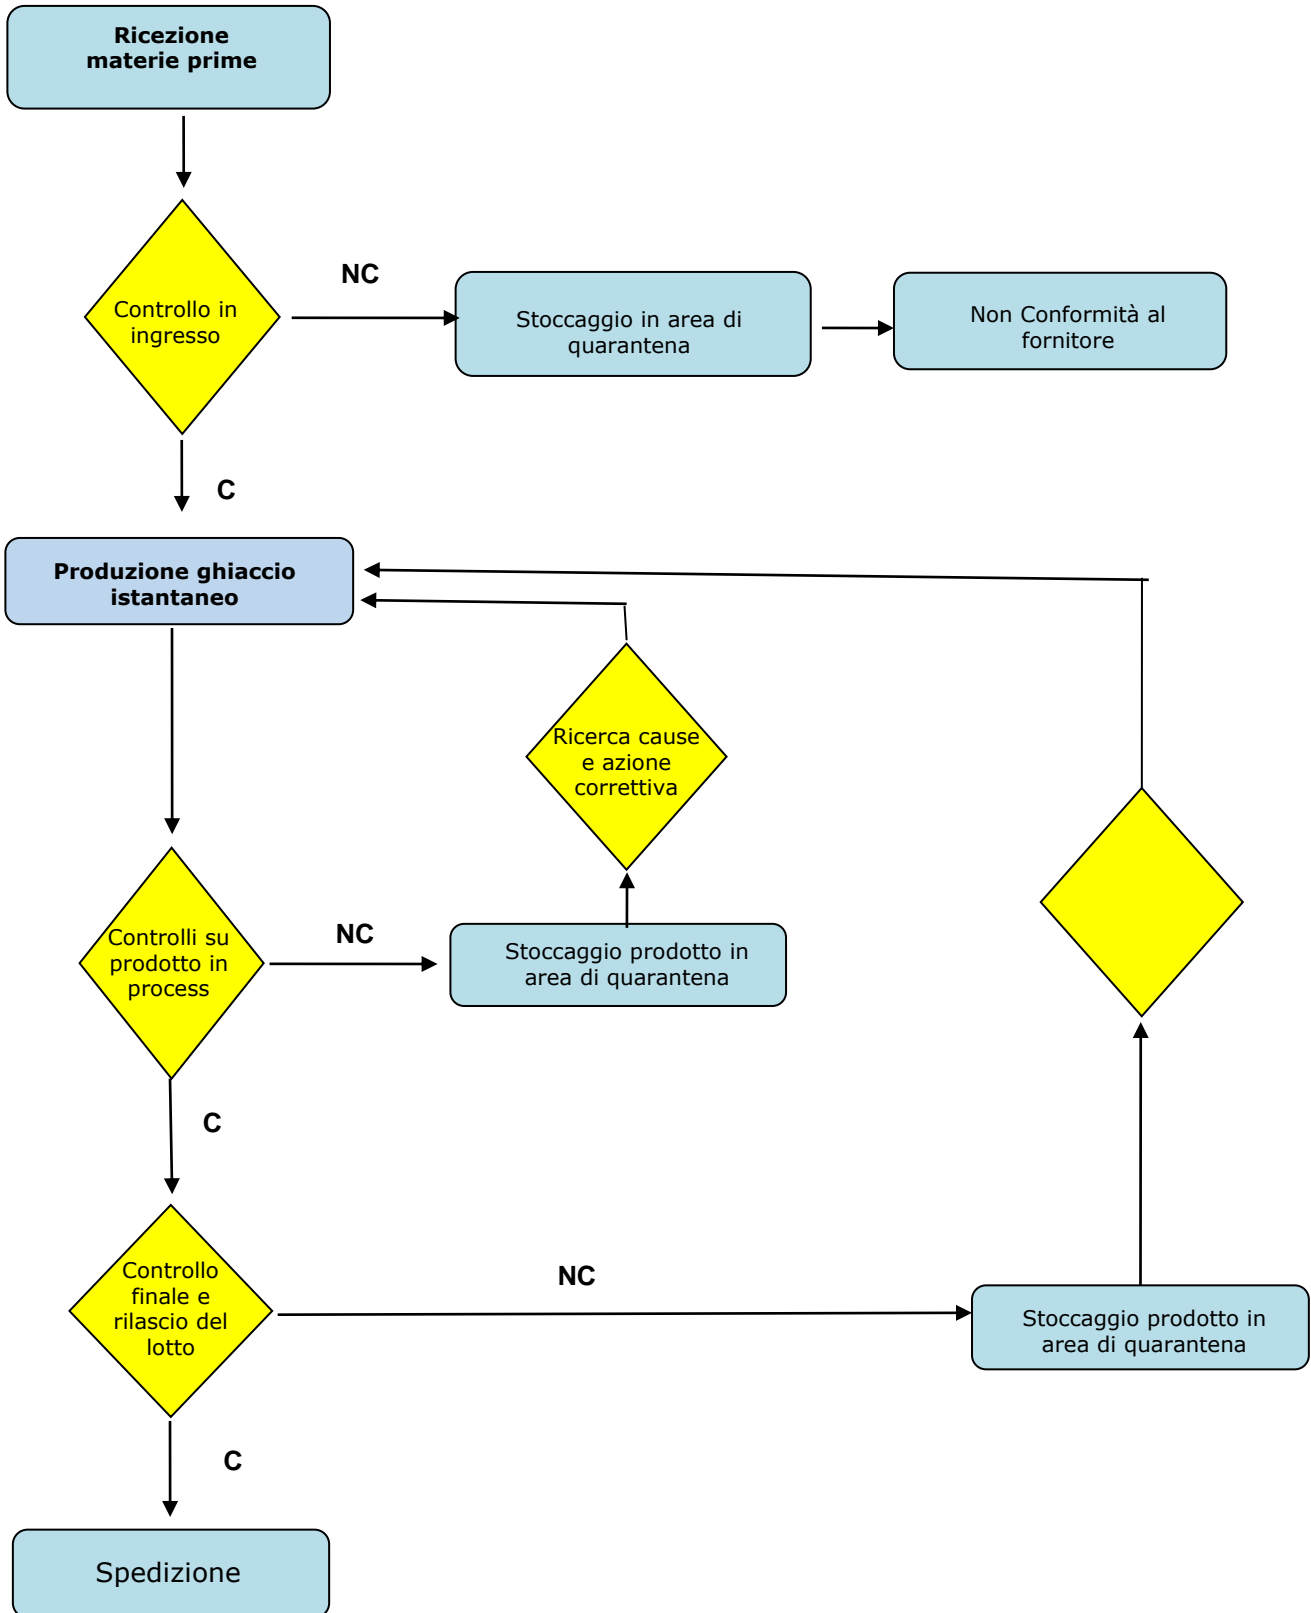 Ricezione
materie prime
NC
Controllo in
ingresso
Stoccaggio in area di
quarantena
Non Conformità al
fornitore
C
Produzione ghiaccio
istantaneo
Ricerca cause
e azione
correttiva
Controlli su
prodotto in
process
NC
Stoccaggio prodotto in
area di quarantena
C
Controllo
finale e
rilascio del
lotto
NC
Stoccaggio prodotto in
area di quarantena
C
Spedizione